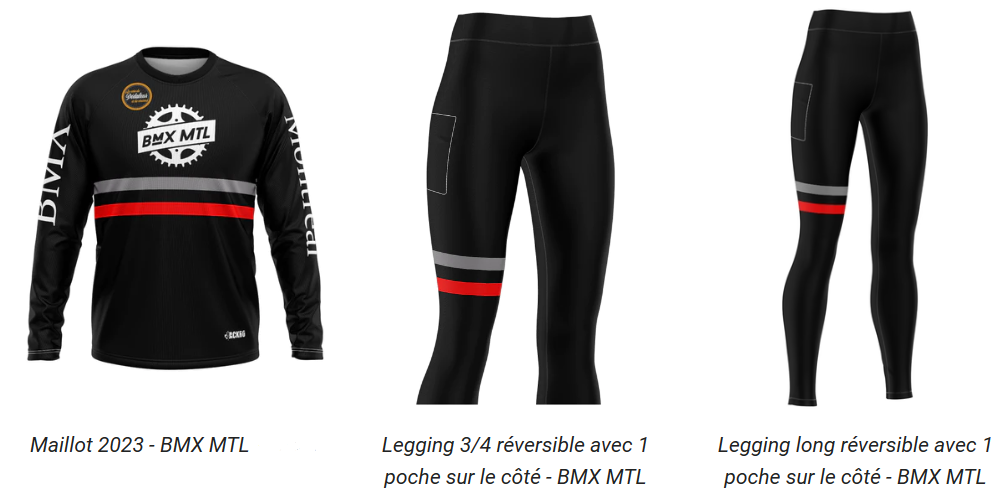 BMX MTL
BMX
Montréal
Maillot 2023 - BMX MTL
Legging 3/4 réversible avec 1
poche sur le côté - BMX MTL
Legging long réversible avec 1
poche sur le côté - BMX MTL